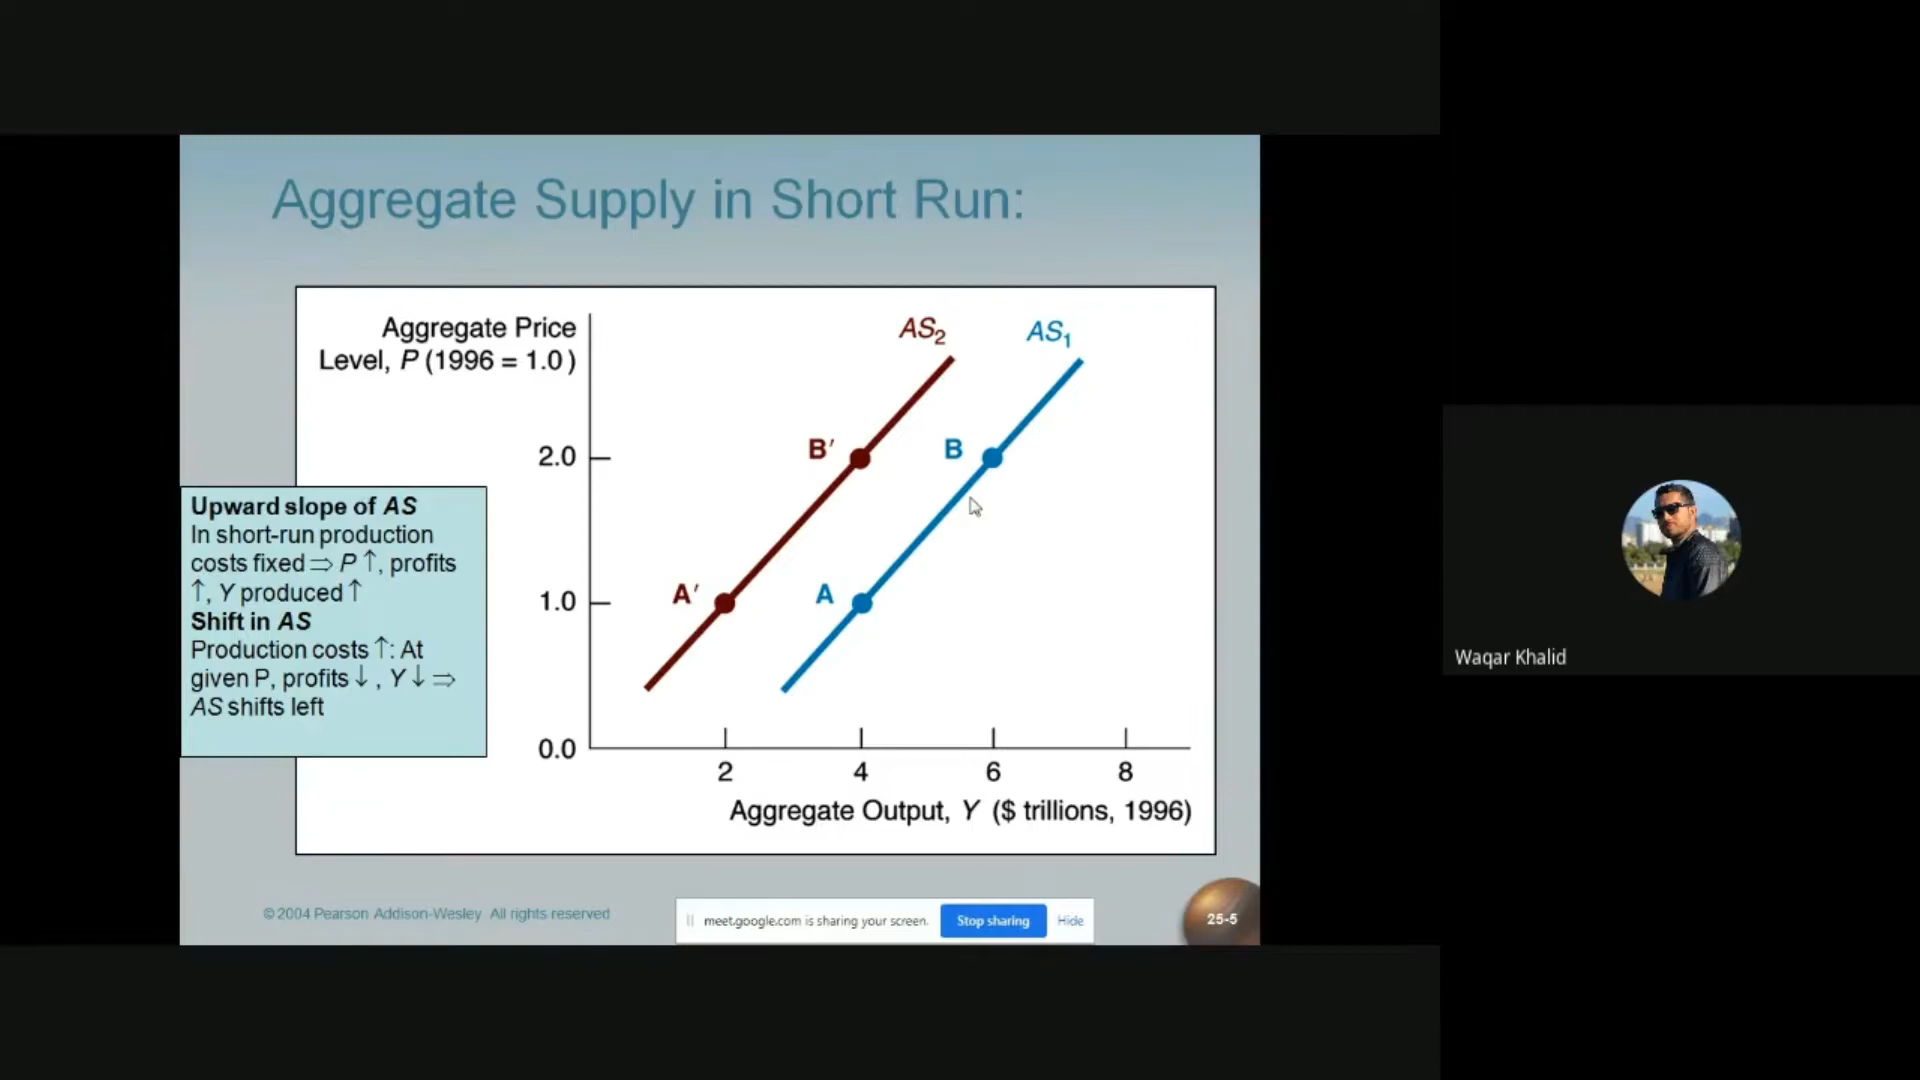 Aggregate Supply in Short Run:
Aggregate Price
Level, P (1996 = 1.0 )
AS2
AS1
2.0
B′
B
1.0
A′
A
0.0
2
4
6
8
Aggregate Output, Y ($ trillions, 1996)
Upward slope of AS
In short-run production
costs fixed ⇒ P ↑, profits
↑, Y produced ↑
Shift in AS
Production costs ↑: At
given P, profits ↓ , Y ↓ ⇒
AS shifts left
© 2004 Pearson Addison-Wesley All rights reserved
meet.google.com is sharing your screen.
Stop sharing
Hide
25-5
Waqar Khalid